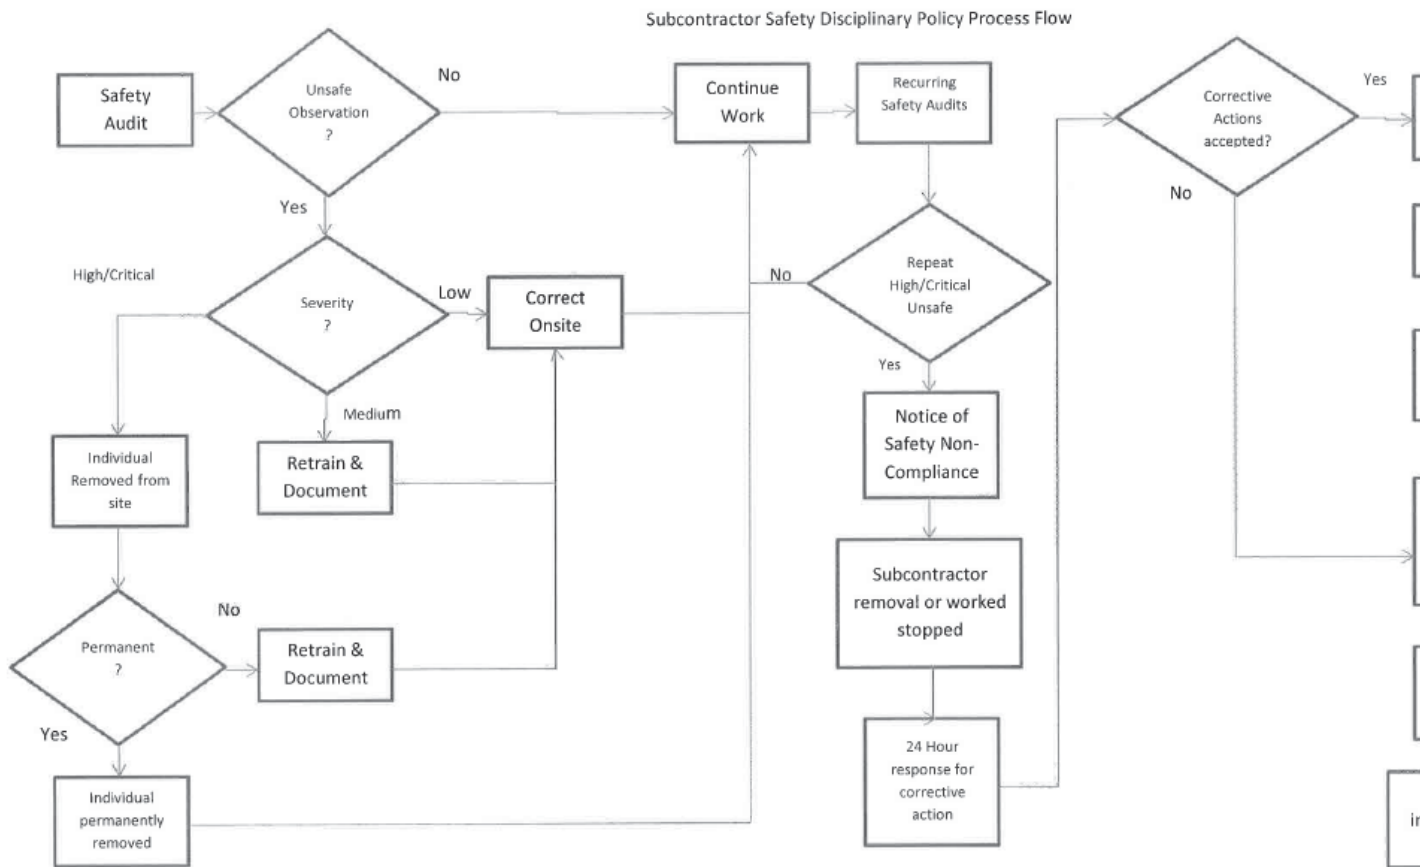 Subcontractor Safety Disciplinary Policy Process Flow
Safety
Audit
Unsafe
Observation
?
No
Yes
Severity
?
High/Critical
Low
Correct
Onsite
Medium
Retrain &
Document
Individual
Removed from
site
Permanent
?
No
Retrain &
Document
Yes
Individual
permanently
removed
Continue
Work
Recurring
Safety Audits
Repeat
High/Critical
Unsafe
No
Yes
Notice of
Safety Non-
Compliance
Subcontractor
removal or worked
stopped
24 Hour
response for
corrective
action
Corrective
Actions
accepted?
Yes
No